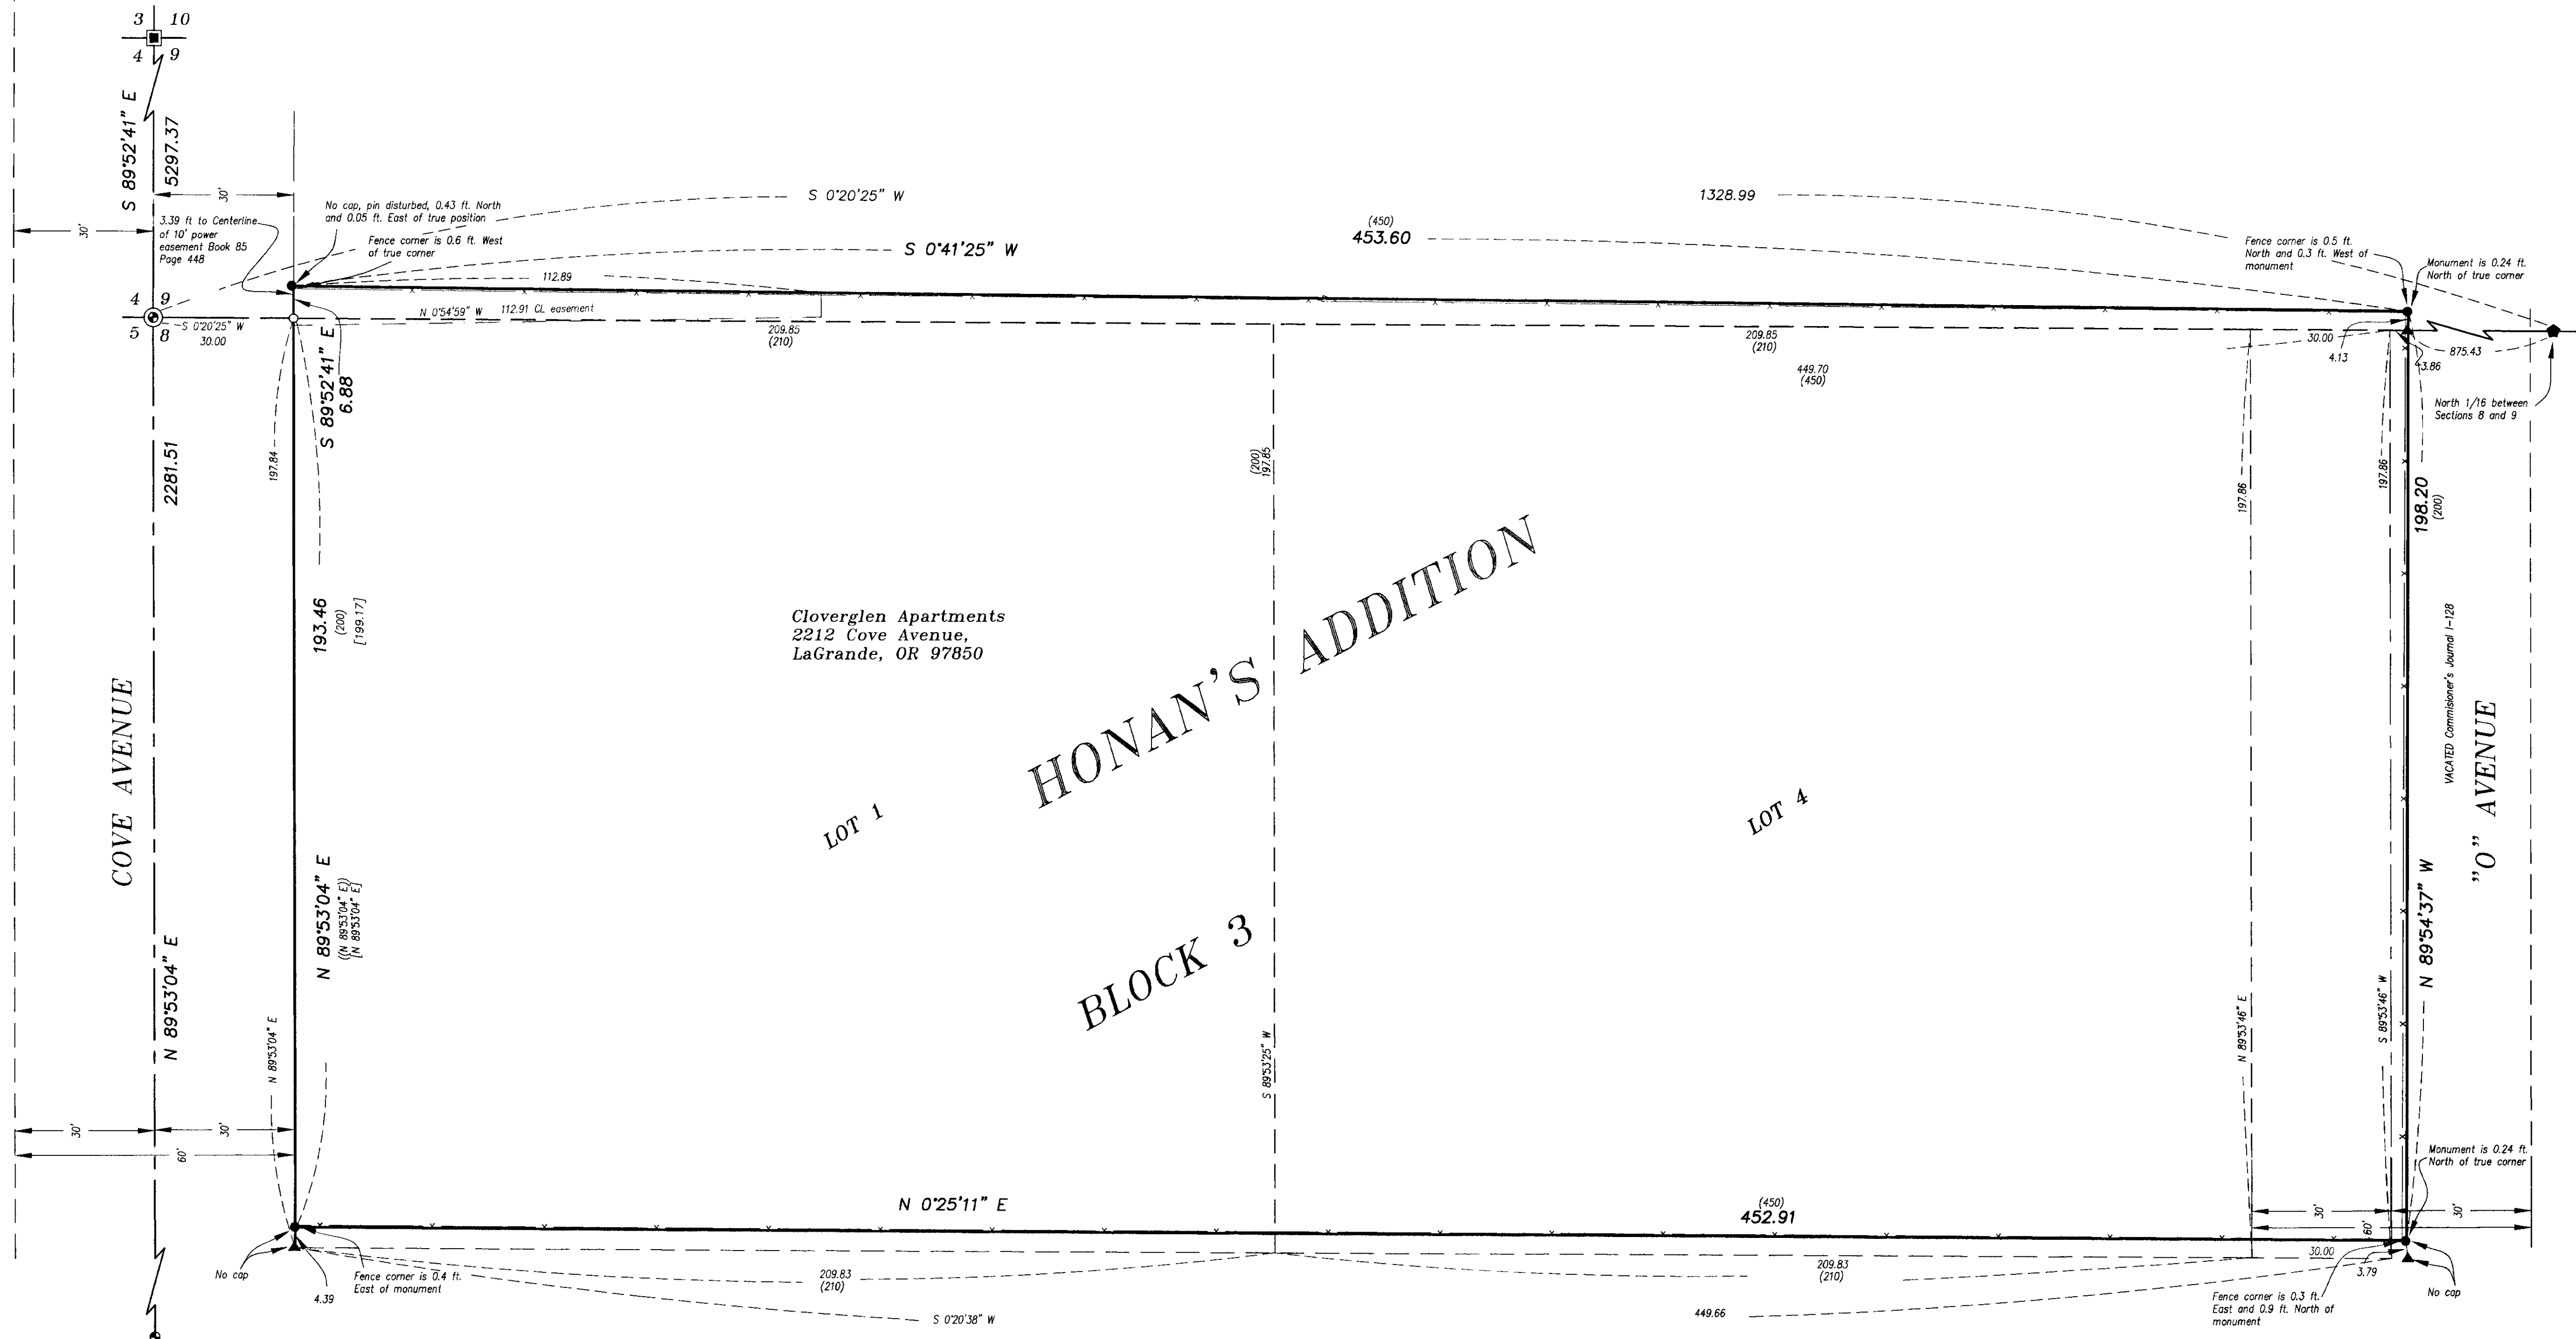 3 10
4 9
S 89°52'41" E
5297.37
30'
30'
S 0°20'25" W
1328.99
3.39 ft to Centerline
of 10' power
easement Book 85
Page 448
No cap, pin disturbed, 0.43 ft. North
and 0.05 ft. East of true position
Fence corner is 0.6 ft. West
of true corner
S 0°41'25" W
(450)
453.60
Fence corner is 0.5 ft.
North and 0.3 ft. West of
monument
Monument is 0.24 ft.
North of true corner
112.89
4 9
5 8
S 0°20'25" W
30.00
N 0°54'59" W 112.91 CL easement
209.85
(210)
209.85
(210)
30.00
4.13
3.86
875.43
449.70
(450)
North 1/16 between
Sections 8 and 9
S 89°52'41" E
6.88
2281.51
197.84
(200)
197.85
197.86
197.86
198.20
(200)
193.46
(200)
[199.17]
Cloverglen Apartments
2212 Cove Avenue,
LaGrande, OR 97850
HONAN'S ADDITION
VACATED Commisioner's Journal I-128
COVE AVENUE
"O" AVENUE
LOT 1
LOT 4
N 89°53'04" E
((N 89°53'04" E))
[N 89°53'04" E]
BLOCK 3
N 89°53'04" E
N 89°53'04" E
S 89°53'25" W
N 89°53'46" E
S 89°53'46" W
N 89°54'37" W
30'
30'
60'
Monument is 0.24 ft.
North of true corner
N 0°25'11" E
(450)
452.91
30'
30'
60'
No cap
4.39
Fence corner is 0.4 ft.
East of monument
209.83
(210)
209.83
(210)
30.00
3.79
S 0°20'38" W
449.66
Fence corner is 0.3 ft.
East and 0.9 ft. North of
monument
No cap